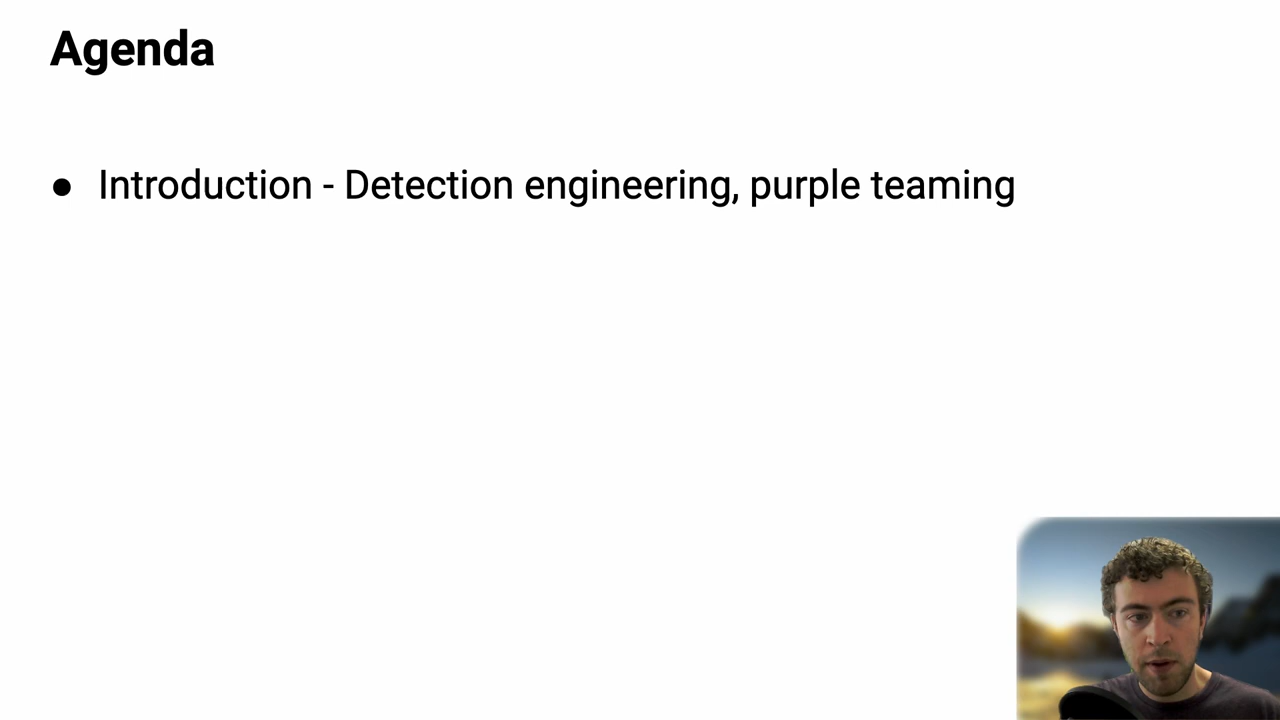 Agenda
● Introduction - Detection engineering, purple teaming